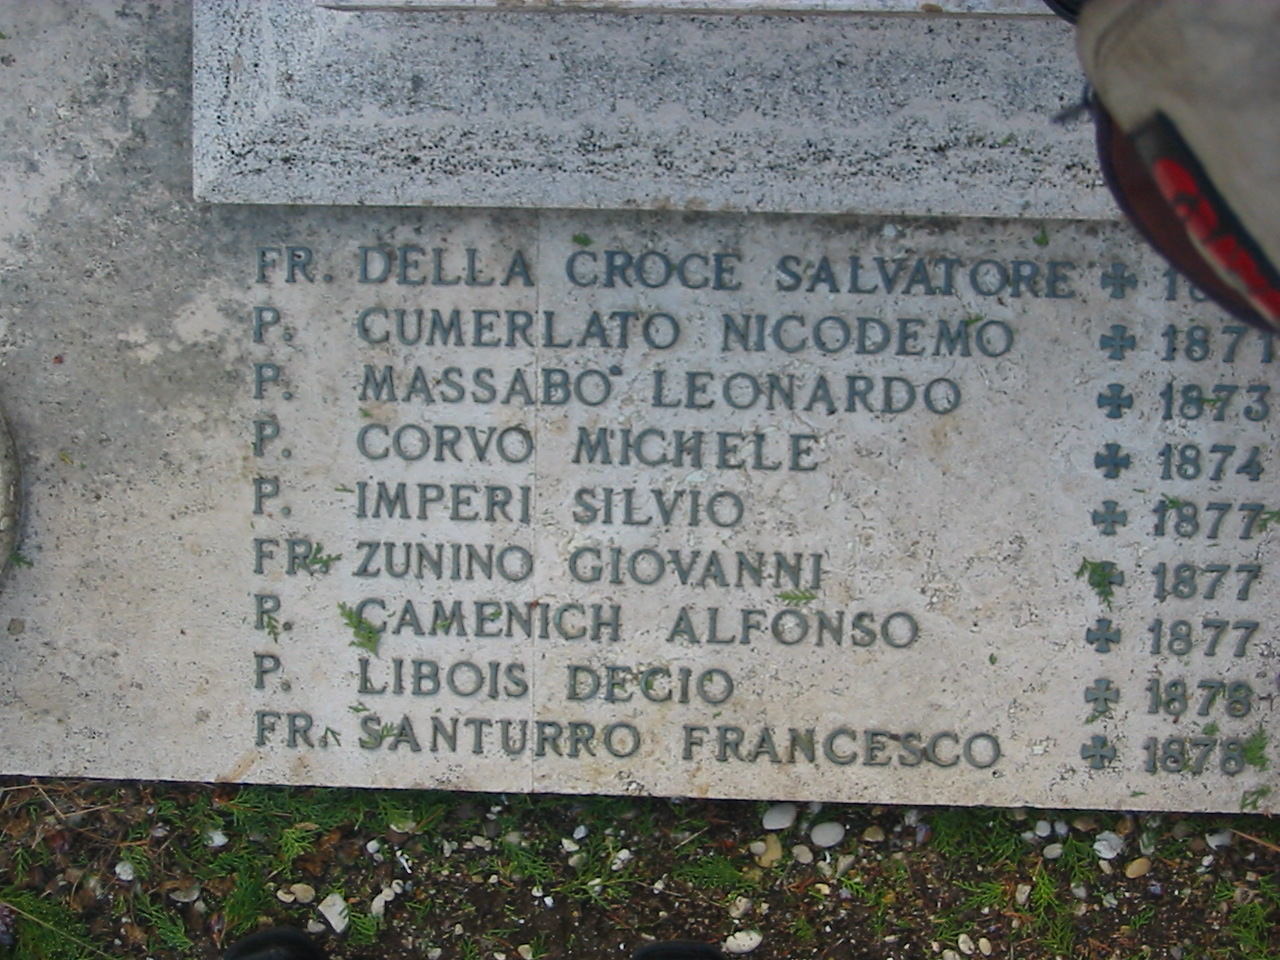 FR. DELLA CROCE SALVATORE ✠
P. CUMERLATO NICODEMO ✠ 1871
P. MASSABO' LEONARDO ✠ 1873
P. CORVO MICHELE ✠ 1874
P. IMPERI SILVIO ✠ 1877
FR. ZUNINO GIOVANNI ✠ 1877
P. CAMENICH ALFONSO ✠ 1877
P. LIBOIS DECIO ✠ 1878
FR. SANTURRO FRANCESCO ✠ 1878